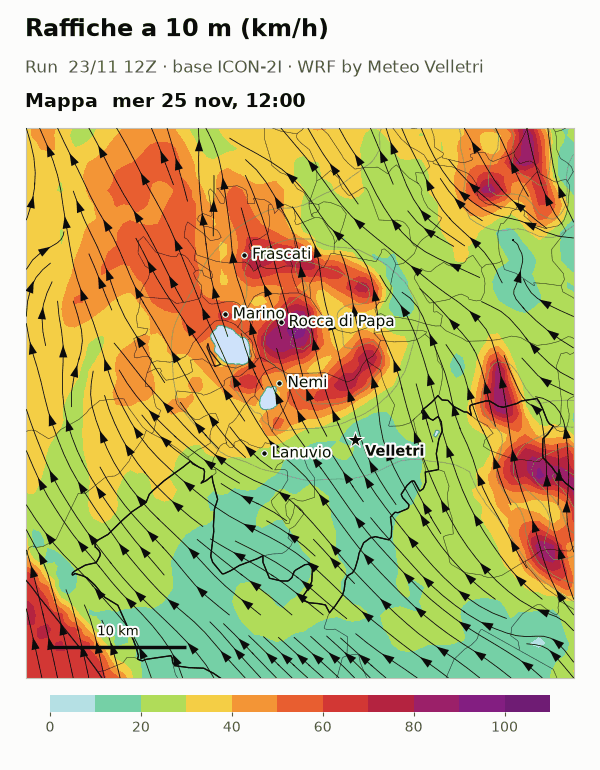 Raffiche a 10 m (km/h)
Run  23/11 12Z · base ICON-2I · WRF by Meteo Velletri
Mappa  mer 25 nov, 12:00
Frascati
Marino
Rocca di Papa
Nemi
Velletri
Lanuvio
10 km
0 20 40 60 80 100